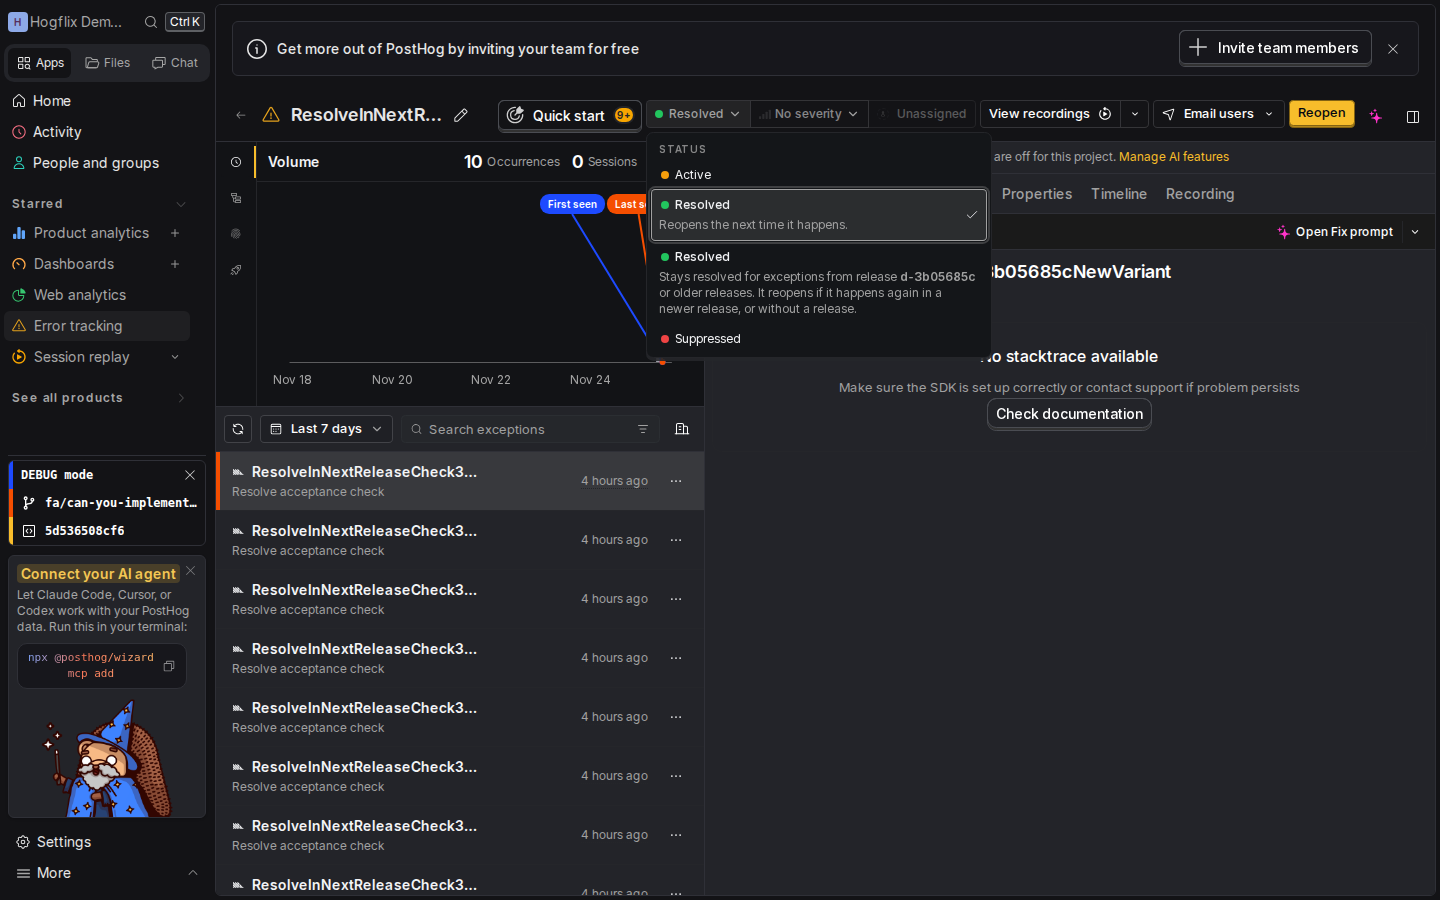 H Hogflix Dem... Ctrl K
Apps Files Chat
Home
Activity
People and groups
Starred
Product analytics
Dashboards
Web analytics
Error tracking
Session replay
See all products
DEBUG mode
fa/can-you-implement...
5d536508cf6
Connect your AI agent
Let Claude Code, Cursor, or
Codex work with your PostHog
data. Run this in your terminal:
npx @posthog/wizard
mcp add
Settings
More
Get more out of PostHog by inviting your team for free
Invite team members
ResolveInNextR...
Quick start 9+
Resolved
No severity
Unassigned
View recordings
Email users
Reopen
Volume
10 Occurrences 0 Sessions
First seen
Nov 18 Nov 20 Nov 22 Nov 24
STATUS
Active
Resolved
Reopens the next time it happens.
Resolved
Stays resolved for exceptions from release d-3b05685c
or older releases. It reopens if it happens again in a
newer release, or without a release.
Suppressed
are off for this project. Manage AI features
Properties Timeline Recording
Open Fix prompt
3b05685cNewVariant
No stacktrace available
Make sure the SDK is set up correctly or contact support if problem persists
Check documentation
Last 7 days
Search exceptions
ResolveInNextReleaseCheck3...
Resolve acceptance check
4 hours ago
ResolveInNextReleaseCheck3...
Resolve acceptance check
4 hours ago
ResolveInNextReleaseCheck3...
Resolve acceptance check
4 hours ago
ResolveInNextReleaseCheck3...
Resolve acceptance check
4 hours ago
ResolveInNextReleaseCheck3...
Resolve acceptance check
4 hours ago
ResolveInNextReleaseCheck3...
Resolve acceptance check
4 hours ago
ResolveInNextReleaseCheck3...
Resolve acceptance check
4 hours ago
ResolveInNextReleaseCheck3...
4 hours ago